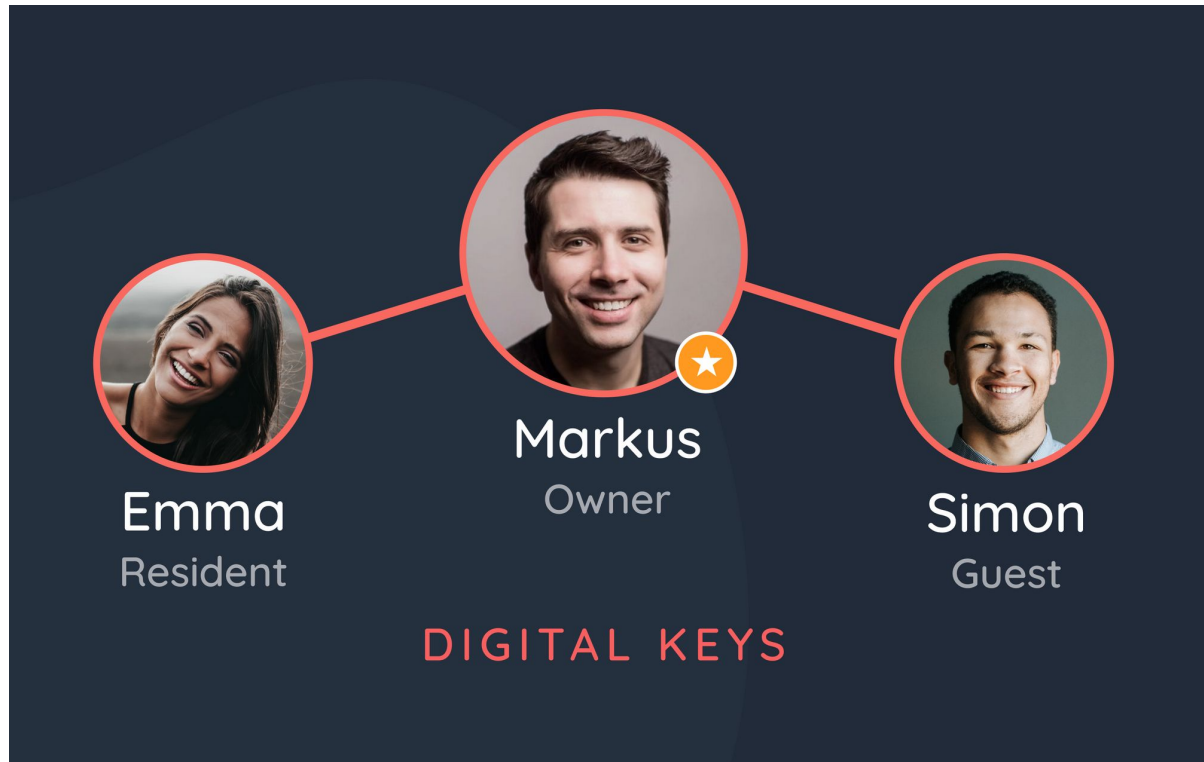 Markus
Owner
Emma
Resident
Simon
Guest
DIGITAL KEYS